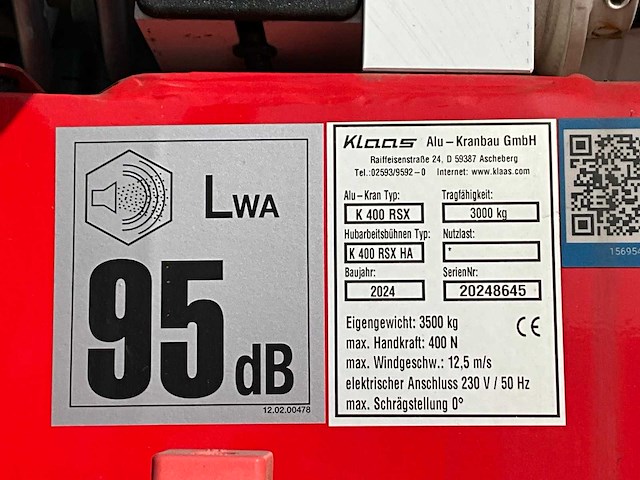 LWA
95 dB
12.02.00478
Klaas Alu-Kranbau GmbH
Raiffeisenstraße 24, D 59387 Ascheberg
Tel.:02593/9592-0 Internet: www.klaas.com
Alu-Kran Typ: Tragfähigkeit:
K 400 RSX 3000 kg
Hubarbeitsbühnen Typ: Nutzlast:
K 400 RSX HA *
Baujahr: SerienNr:
2024 20248645
Eigengewicht: 3500 kg
max. Handkraft: 400 N
max. Windgeschw.: 12,5 m/s
elektrischer Anschluss 230 V / 50 Hz
max. Schrägstellung 0°
CE